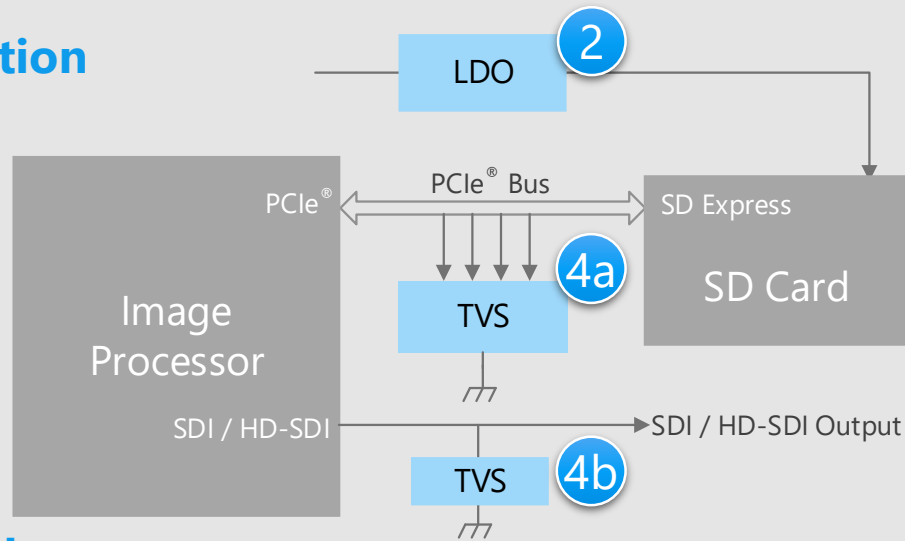 tion
2
LDO
PCIe®
PCIe® Bus
SD Express
4a
SD Card
TVS
Image
Processor
SDI / HD-SDI
SDI / HD-SDI Output
4b
TVS